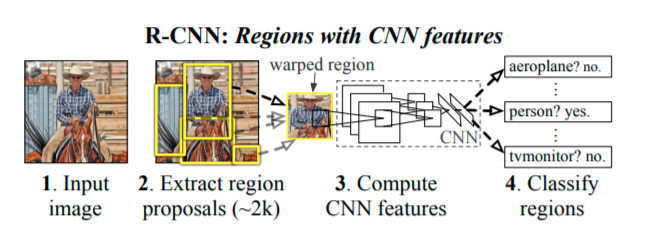 R-CNN: Regions with CNN features
warped region
aeroplane? no.
person? yes.
CNN
tvmonitor? no.
1. Input
image
2. Extract region
proposals (~2k)
3. Compute
CNN features
4. Classify
regions